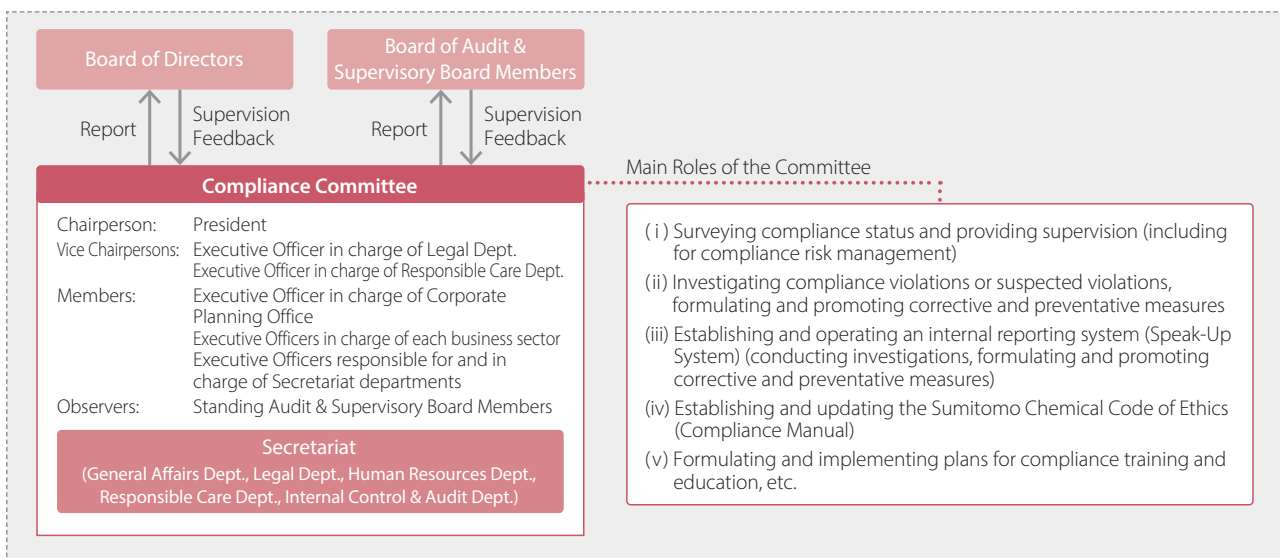 Board of Directors
Board of Audit &
Supervisory Board Members
Report
Supervision
Feedback
Report
Supervision
Feedback
Compliance Committee
Chairperson: President
Vice Chairpersons: Executive Officer in charge of Legal Dept.
Executive Officer in charge of Responsible Care Dept.
Members: Executive Officer in charge of Corporate
Planning Office
Executive Officers in charge of each business sector
Executive Officers responsible for and in
charge of Secretariat departments
Observers: Standing Audit & Supervisory Board Members
Secretariat
(General Affairs Dept., Legal Dept., Human Resources Dept.,
Responsible Care Dept., Internal Control & Audit Dept.)
Main Roles of the Committee
(i) Surveying compliance status and providing supervision (including
for compliance risk management)
(ii) Investigating compliance violations or suspected violations,
formulating and promoting corrective and preventative measures
(iii) Establishing and operating an internal reporting system (Speak-Up
System) (conducting investigations, formulating and promoting
corrective and preventative measures)
(iv) Establishing and updating the Sumitomo Chemical Code of Ethics
(Compliance Manual)
(v) Formulating and implementing plans for compliance training and
education, etc.